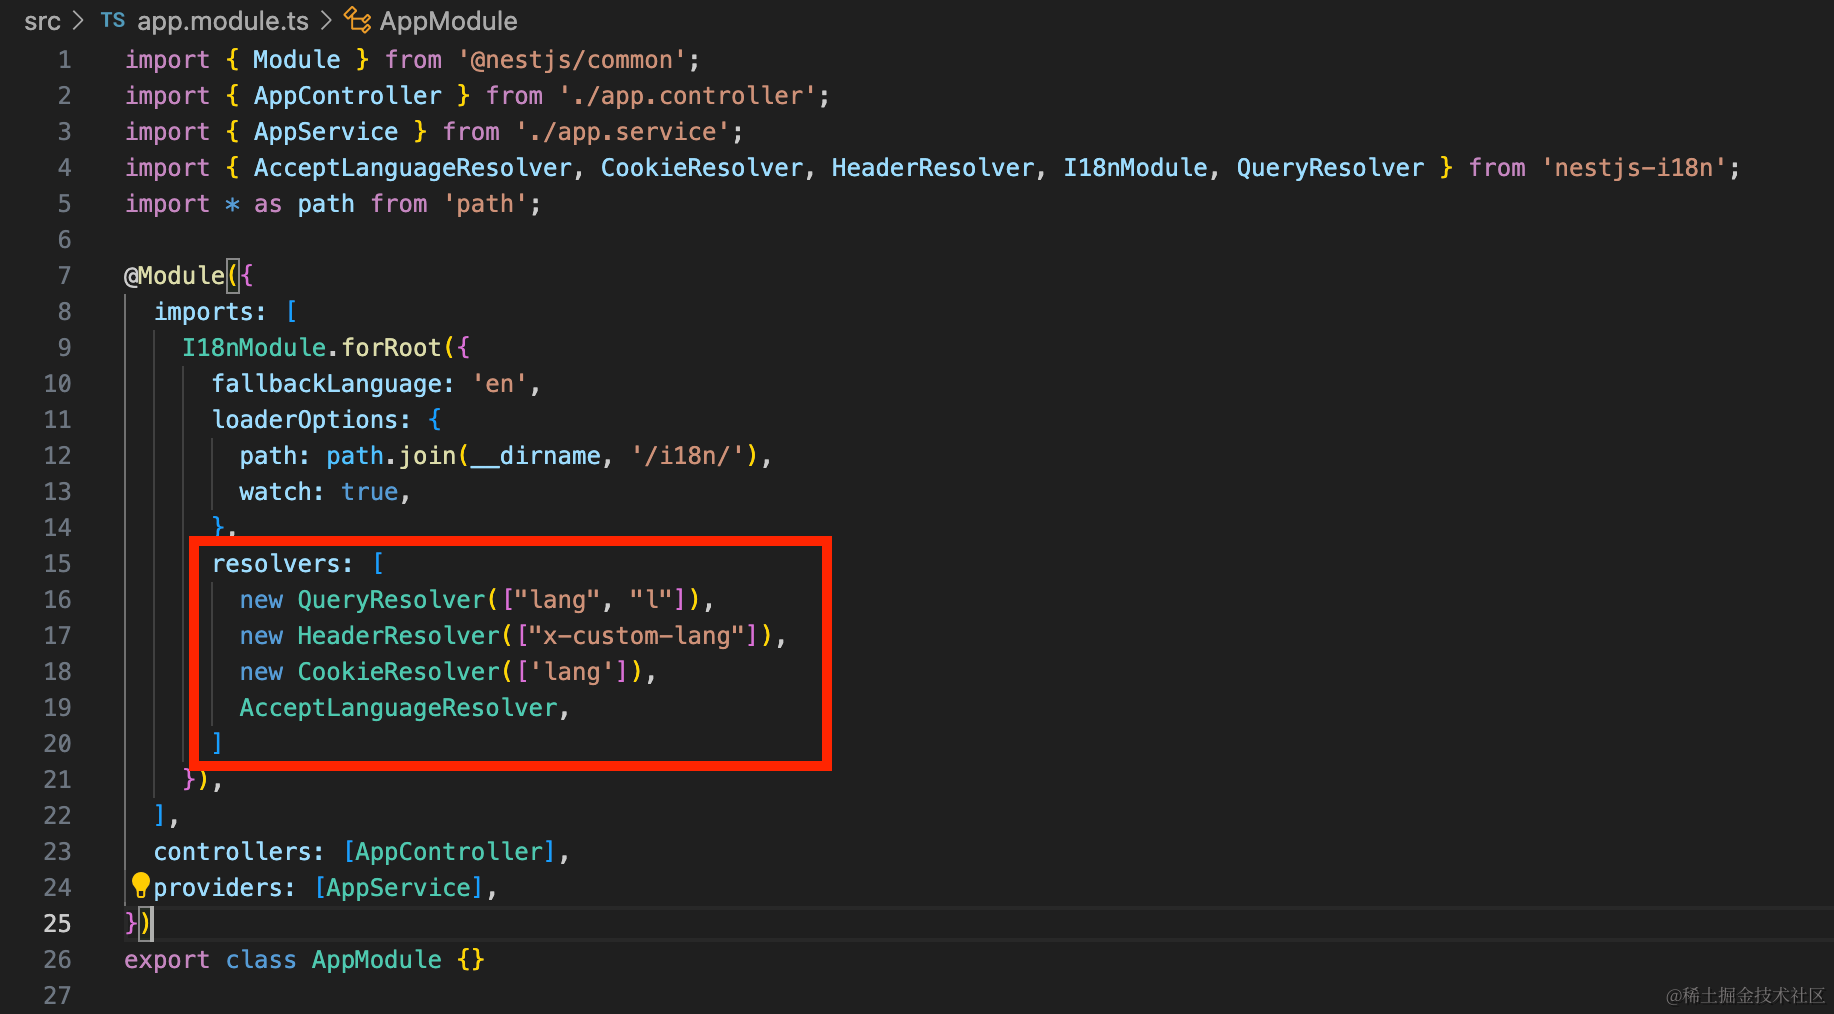 src > TS app.module.ts > AppModule
1 import { Module } from '@nestjs/common';
2 import { AppController } from './app.controller';
3 import { AppService } from './app.service';
4 import { AcceptLanguageResolver, CookieResolver, HeaderResolver, I18nModule, QueryResolver } from 'nestjs-i18n';
5 import * as path from 'path';
6
7 @Module({
8   imports: [
9     I18nModule.forRoot({
10       fallbackLanguage: 'en',
11       loaderOptions: {
12         path: path.join(__dirname, '/i18n/'),
13         watch: true,
14       },
15       resolvers: [
16         new QueryResolver(["lang", "l"]),
17         new HeaderResolver(["x-custom-lang"]),
18         new CookieResolver(['lang']),
19         AcceptLanguageResolver,
20       ]
21     }),
22   ],
23   controllers: [AppController],
24   providers: [AppService],
25 })
26 export class AppModule {}
27
@稀土掘金技术社区